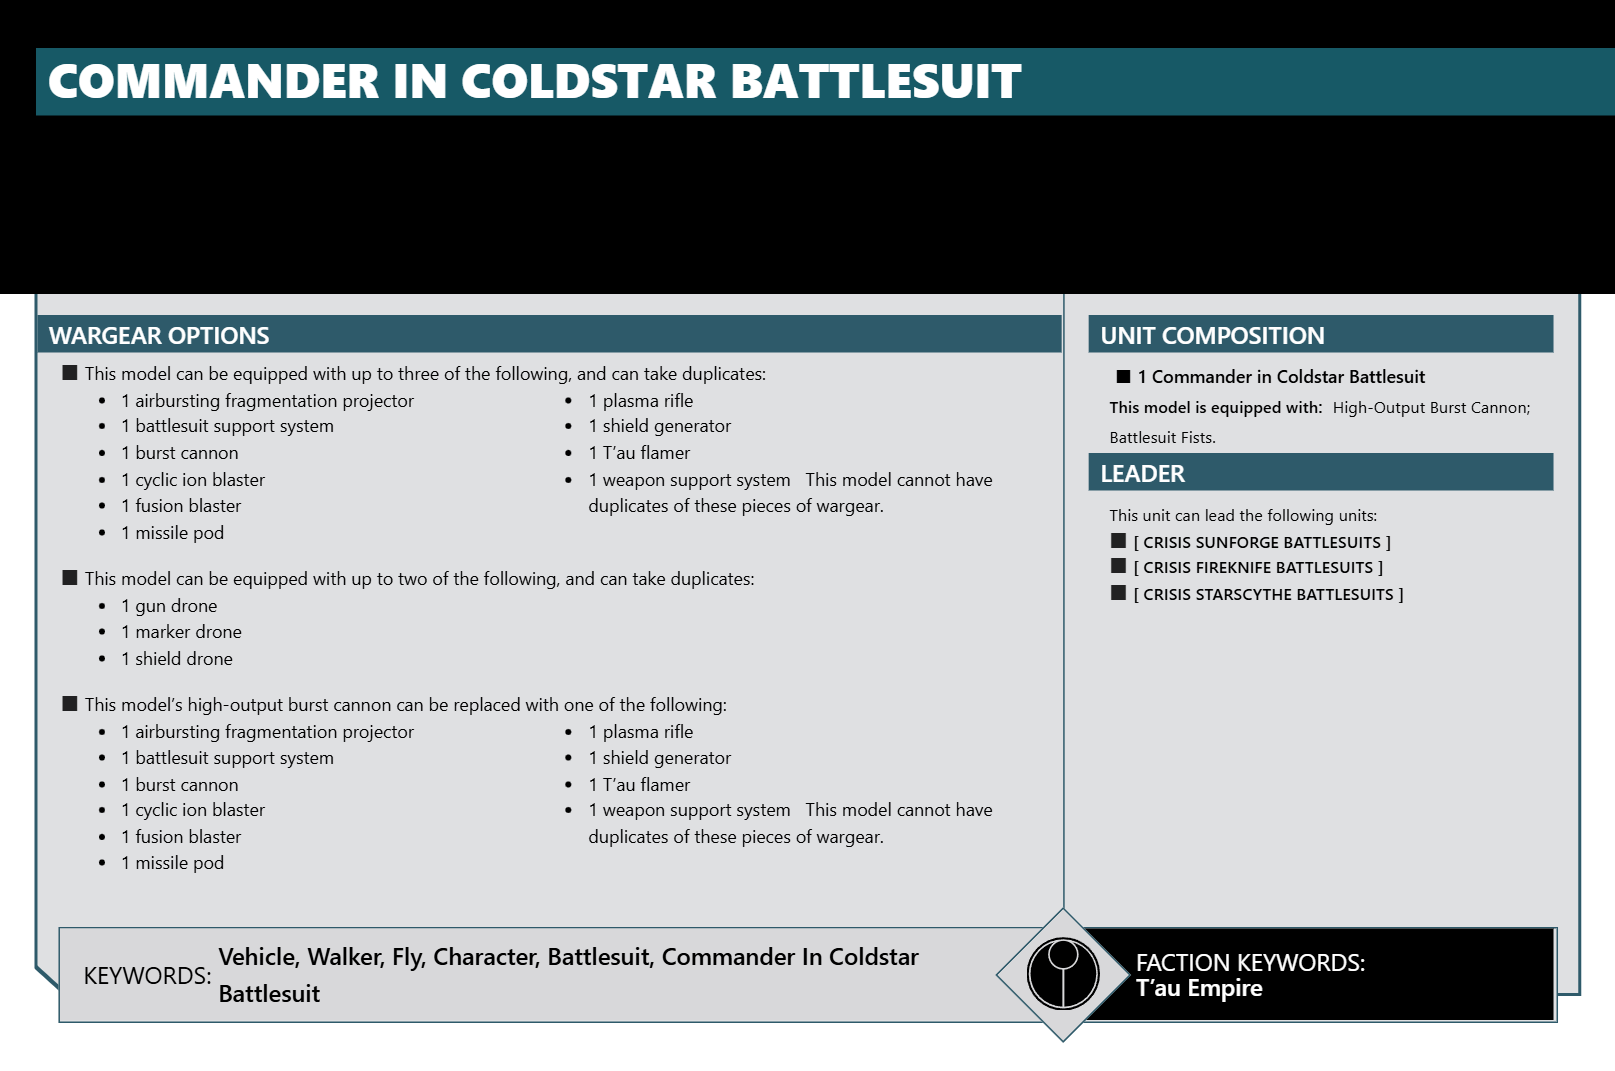 COMMANDER IN COLDSTAR BATTLESUIT
WARGEAR OPTIONS
This model can be equipped with up to three of the following, and can take duplicates:
• 1 airbursting fragmentation projector
• 1 battlesuit support system
• 1 burst cannon
• 1 cyclic ion blaster
• 1 fusion blaster
• 1 missile pod
• 1 plasma rifle
• 1 shield generator
• 1 T’au flamer
• 1 weapon support system This model cannot have
duplicates of these pieces of wargear.
This model can be equipped with up to two of the following, and can take duplicates:
• 1 gun drone
• 1 marker drone
• 1 shield drone
This model’s high-output burst cannon can be replaced with one of the following:
• 1 airbursting fragmentation projector
• 1 battlesuit support system
• 1 burst cannon
• 1 cyclic ion blaster
• 1 fusion blaster
• 1 missile pod
• 1 plasma rifle
• 1 shield generator
• 1 T’au flamer
• 1 weapon support system This model cannot have
duplicates of these pieces of wargear.
UNIT COMPOSITION
■ 1 Commander in Coldstar Battlesuit
This model is equipped with: High-Output Burst Cannon;
Battlesuit Fists.
LEADER
This unit can lead the following units:
■ [ CRISIS SUNFORGE BATTLESUITS ]
■ [ CRISIS FIREKNIFE BATTLESUITS ]
■ [ CRISIS STARSCYTHE BATTLESUITS ]
KEYWORDS: Vehicle, Walker, Fly, Character, Battlesuit, Commander In Coldstar
Battlesuit
FACTION KEYWORDS:
T’au Empire